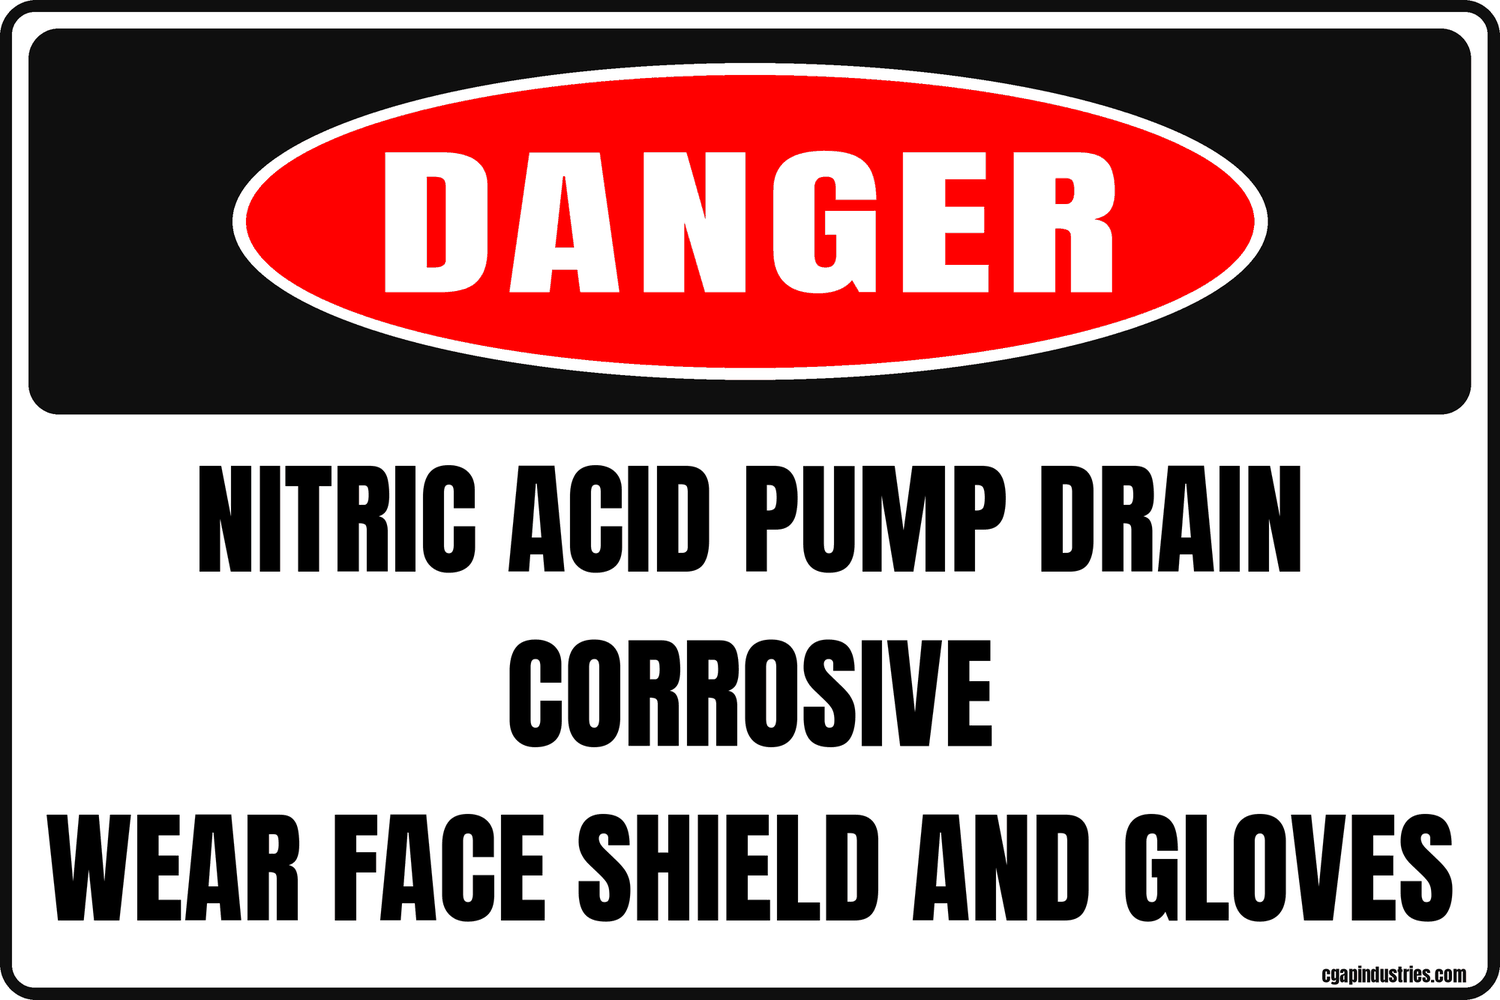 DANGER
NITRIC ACID PUMP DRAIN
CORROSIVE
WEAR FACE SHIELD AND GLOVES
cgapindustries.com